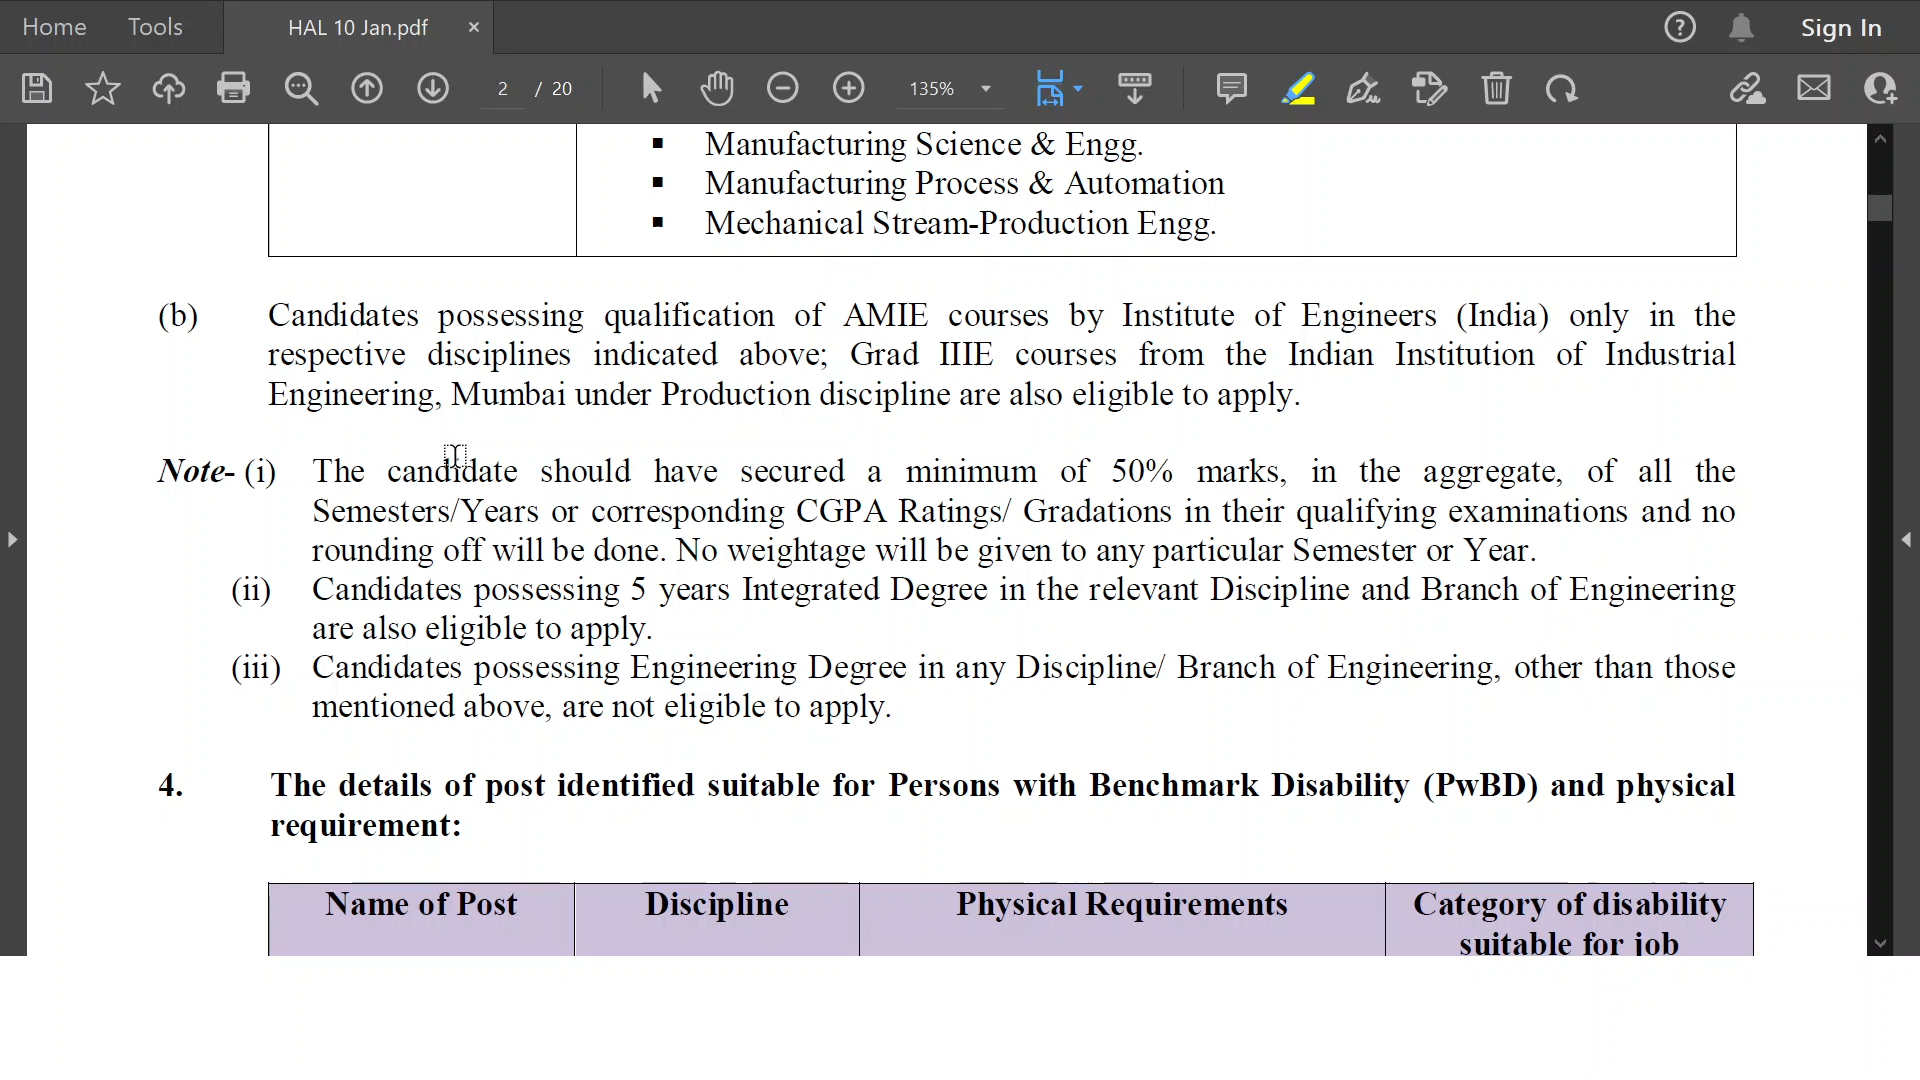 Home Tools HAL 10 Jan.pdf × Sign In
2 / 20 135%
▪ Manufacturing Science & Engg.
▪ Manufacturing Process & Automation
▪ Mechanical Stream-Production Engg.
(b) Candidates possessing qualification of AMIE courses by Institute of Engineers (India) only in the
respective disciplines indicated above; Grad IIIE courses from the Indian Institution of Industrial
Engineering, Mumbai under Production discipline are also eligible to apply.
Note- (i) The candidate should have secured a minimum of 50% marks, in the aggregate, of all the
Semesters/Years or corresponding CGPA Ratings/ Gradations in their qualifying examinations and no
rounding off will be done. No weightage will be given to any particular Semester or Year.
(ii) Candidates possessing 5 years Integrated Degree in the relevant Discipline and Branch of Engineering
are also eligible to apply.
(iii) Candidates possessing Engineering Degree in any Discipline/ Branch of Engineering, other than those
mentioned above, are not eligible to apply.
4. The details of post identified suitable for Persons with Benchmark Disability (PwBD) and physical
requirement:
Name of Post Discipline Physical Requirements Category of disability
suitable for job